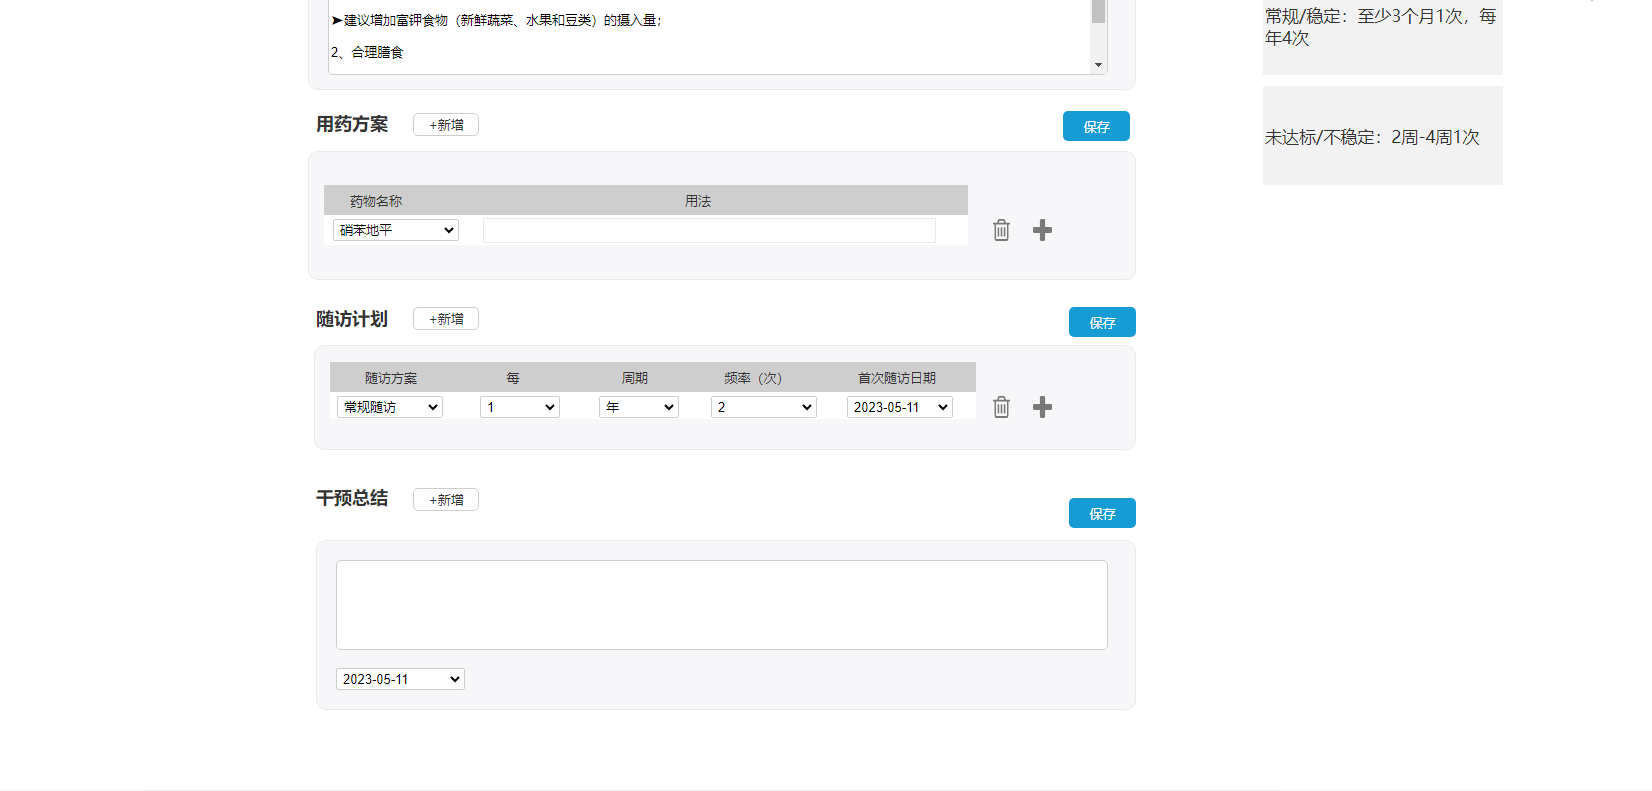 ➤建议增加富钾食物（新鲜蔬菜、水果和豆类）的摄入量；
2、合理膳食
常规/稳定：至少3个月1次，每
年4次
未达标/不稳定：2周-4周1次
用药方案 +新增 保存
药物名称 用法
硝苯地平
随访计划 +新增 保存
随访方案 每 周期 频率（次） 首次随访日期
常规随访 1 年 2 2023-05-11
干预总结 +新增 保存
2023-05-11